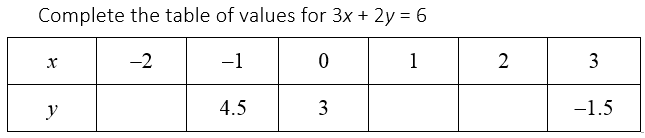 Complete the table of values for 3x + 2y = 6
x –2 –1 0 1 2 3
y 4.5 3 –1.5